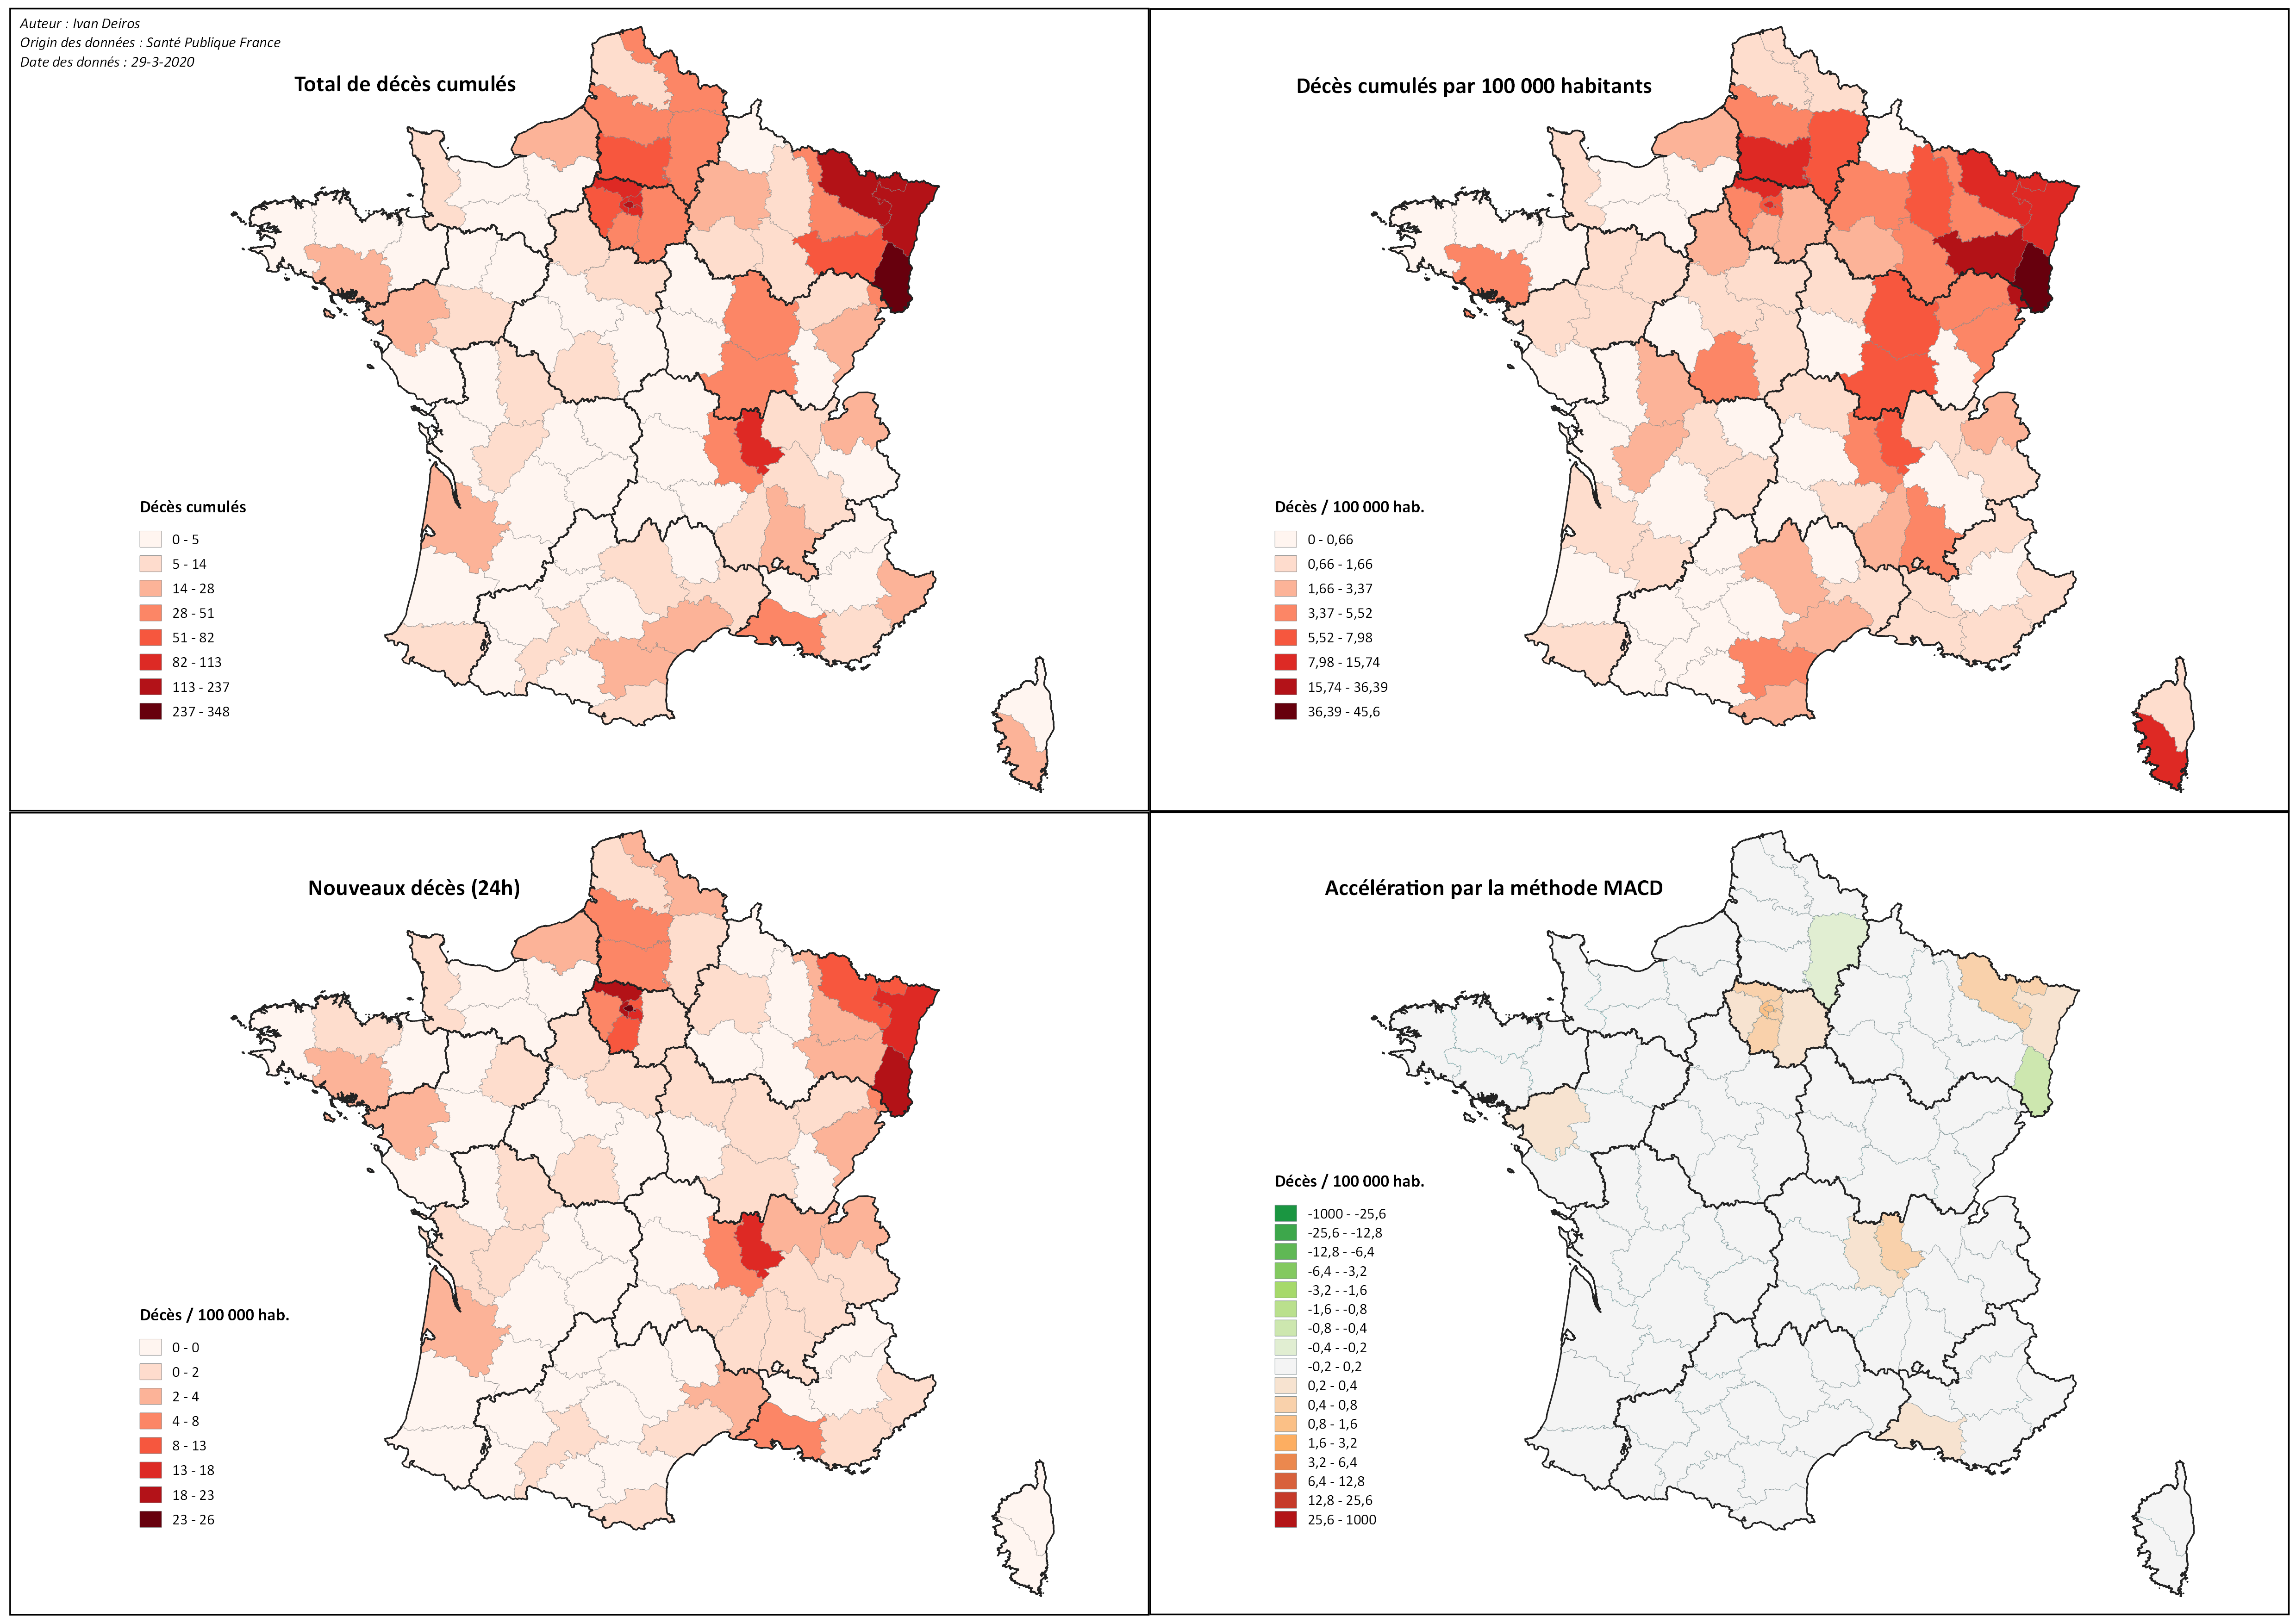 Auteur : Ivan Deiros
Origin des données : Santé Publique France
Date des donnés : 29-3-2020
Total de décès cumulés
Décès cumulés
0 - 5
5 - 14
14 - 28
28 - 51
51 - 82
82 - 113
113 - 237
237 - 348
Décès cumulés par 100 000 habitants
Décès / 100 000 hab.
0 - 0,66
0,66 - 1,66
1,66 - 3,37
3,37 - 5,52
5,52 - 7,98
7,98 - 15,74
15,74 - 36,39
36,39 - 45,6
Nouveaux décès (24h)
Décès / 100 000 hab.
0 - 0
0 - 2
2 - 4
4 - 8
8 - 13
13 - 18
18 - 23
23 - 26
Accélération par la méthode MACD
Décès / 100 000 hab.
-1000 - -25,6
-25,6 - -12,8
-12,8 - -6,4
-6,4 - -3,2
-3,2 - -1,6
-1,6 - -0,8
-0,8 - -0,4
-0,4 - -0,2
-0,2 - 0,2
0,2 - 0,4
0,4 - 0,8
0,8 - 1,6
1,6 - 3,2
3,2 - 6,4
6,4 - 12,8
12,8 - 25,6
25,6 - 1000